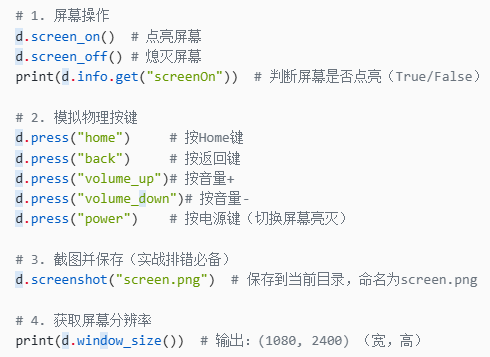 # 1. 屏幕操作
d.screen_on()  # 点亮屏幕
d.screen_off() # 熄灭屏幕
print(d.info.get("screenOn"))  # 判断屏幕是否点亮（True/False）
# 2. 模拟物理按键
d.press("home")     # 按Home键
d.press("back")     # 按返回键
d.press("volume_up")# 按音量+
d.press("volume_down")# 按音量-
d.press("power")    # 按电源键（切换屏幕亮灭）
# 3. 截图并保存（实战排错必备）
d.screenshot("screen.png")  # 保存到当前目录，命名为screen.png
# 4. 获取屏幕分辨率
print(d.window_size())  # 输出：(1080, 2400) （宽，高）